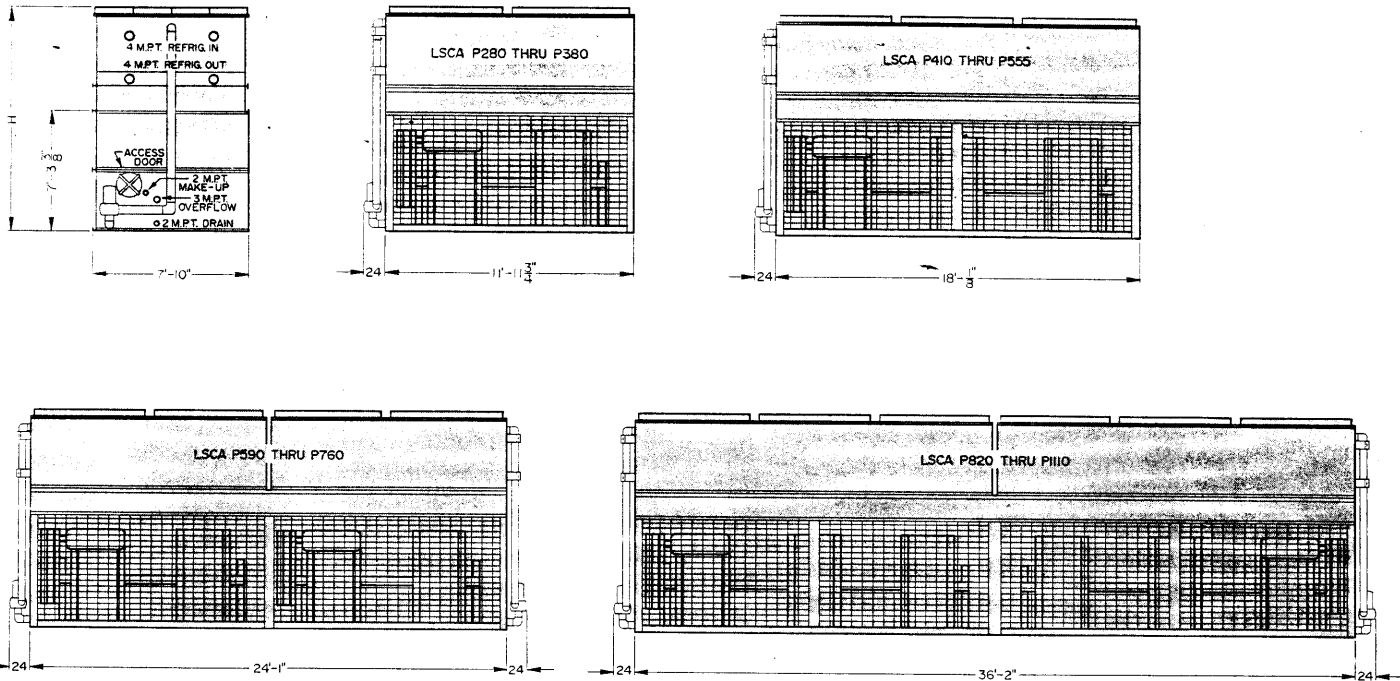 4 M.P.T. REFRIG. IN
4 M.P.T. REFRIG. OUT
H
7'-3 7/8"
ACCESS
DOOR
2 M.P.T.
MAKE-UP
3 M.P.T.
OVERFLOW
2 M.P.T. DRAIN
7'-10"
LSCA P280 THRU P380
24
11'-11 3/4"
LSCA P410 THRU P555
24
18'-1/8"
LSCA P590 THRU P760
24
24'-1"
24
LSCA P820 THRU P1110
24
36'-2"
24